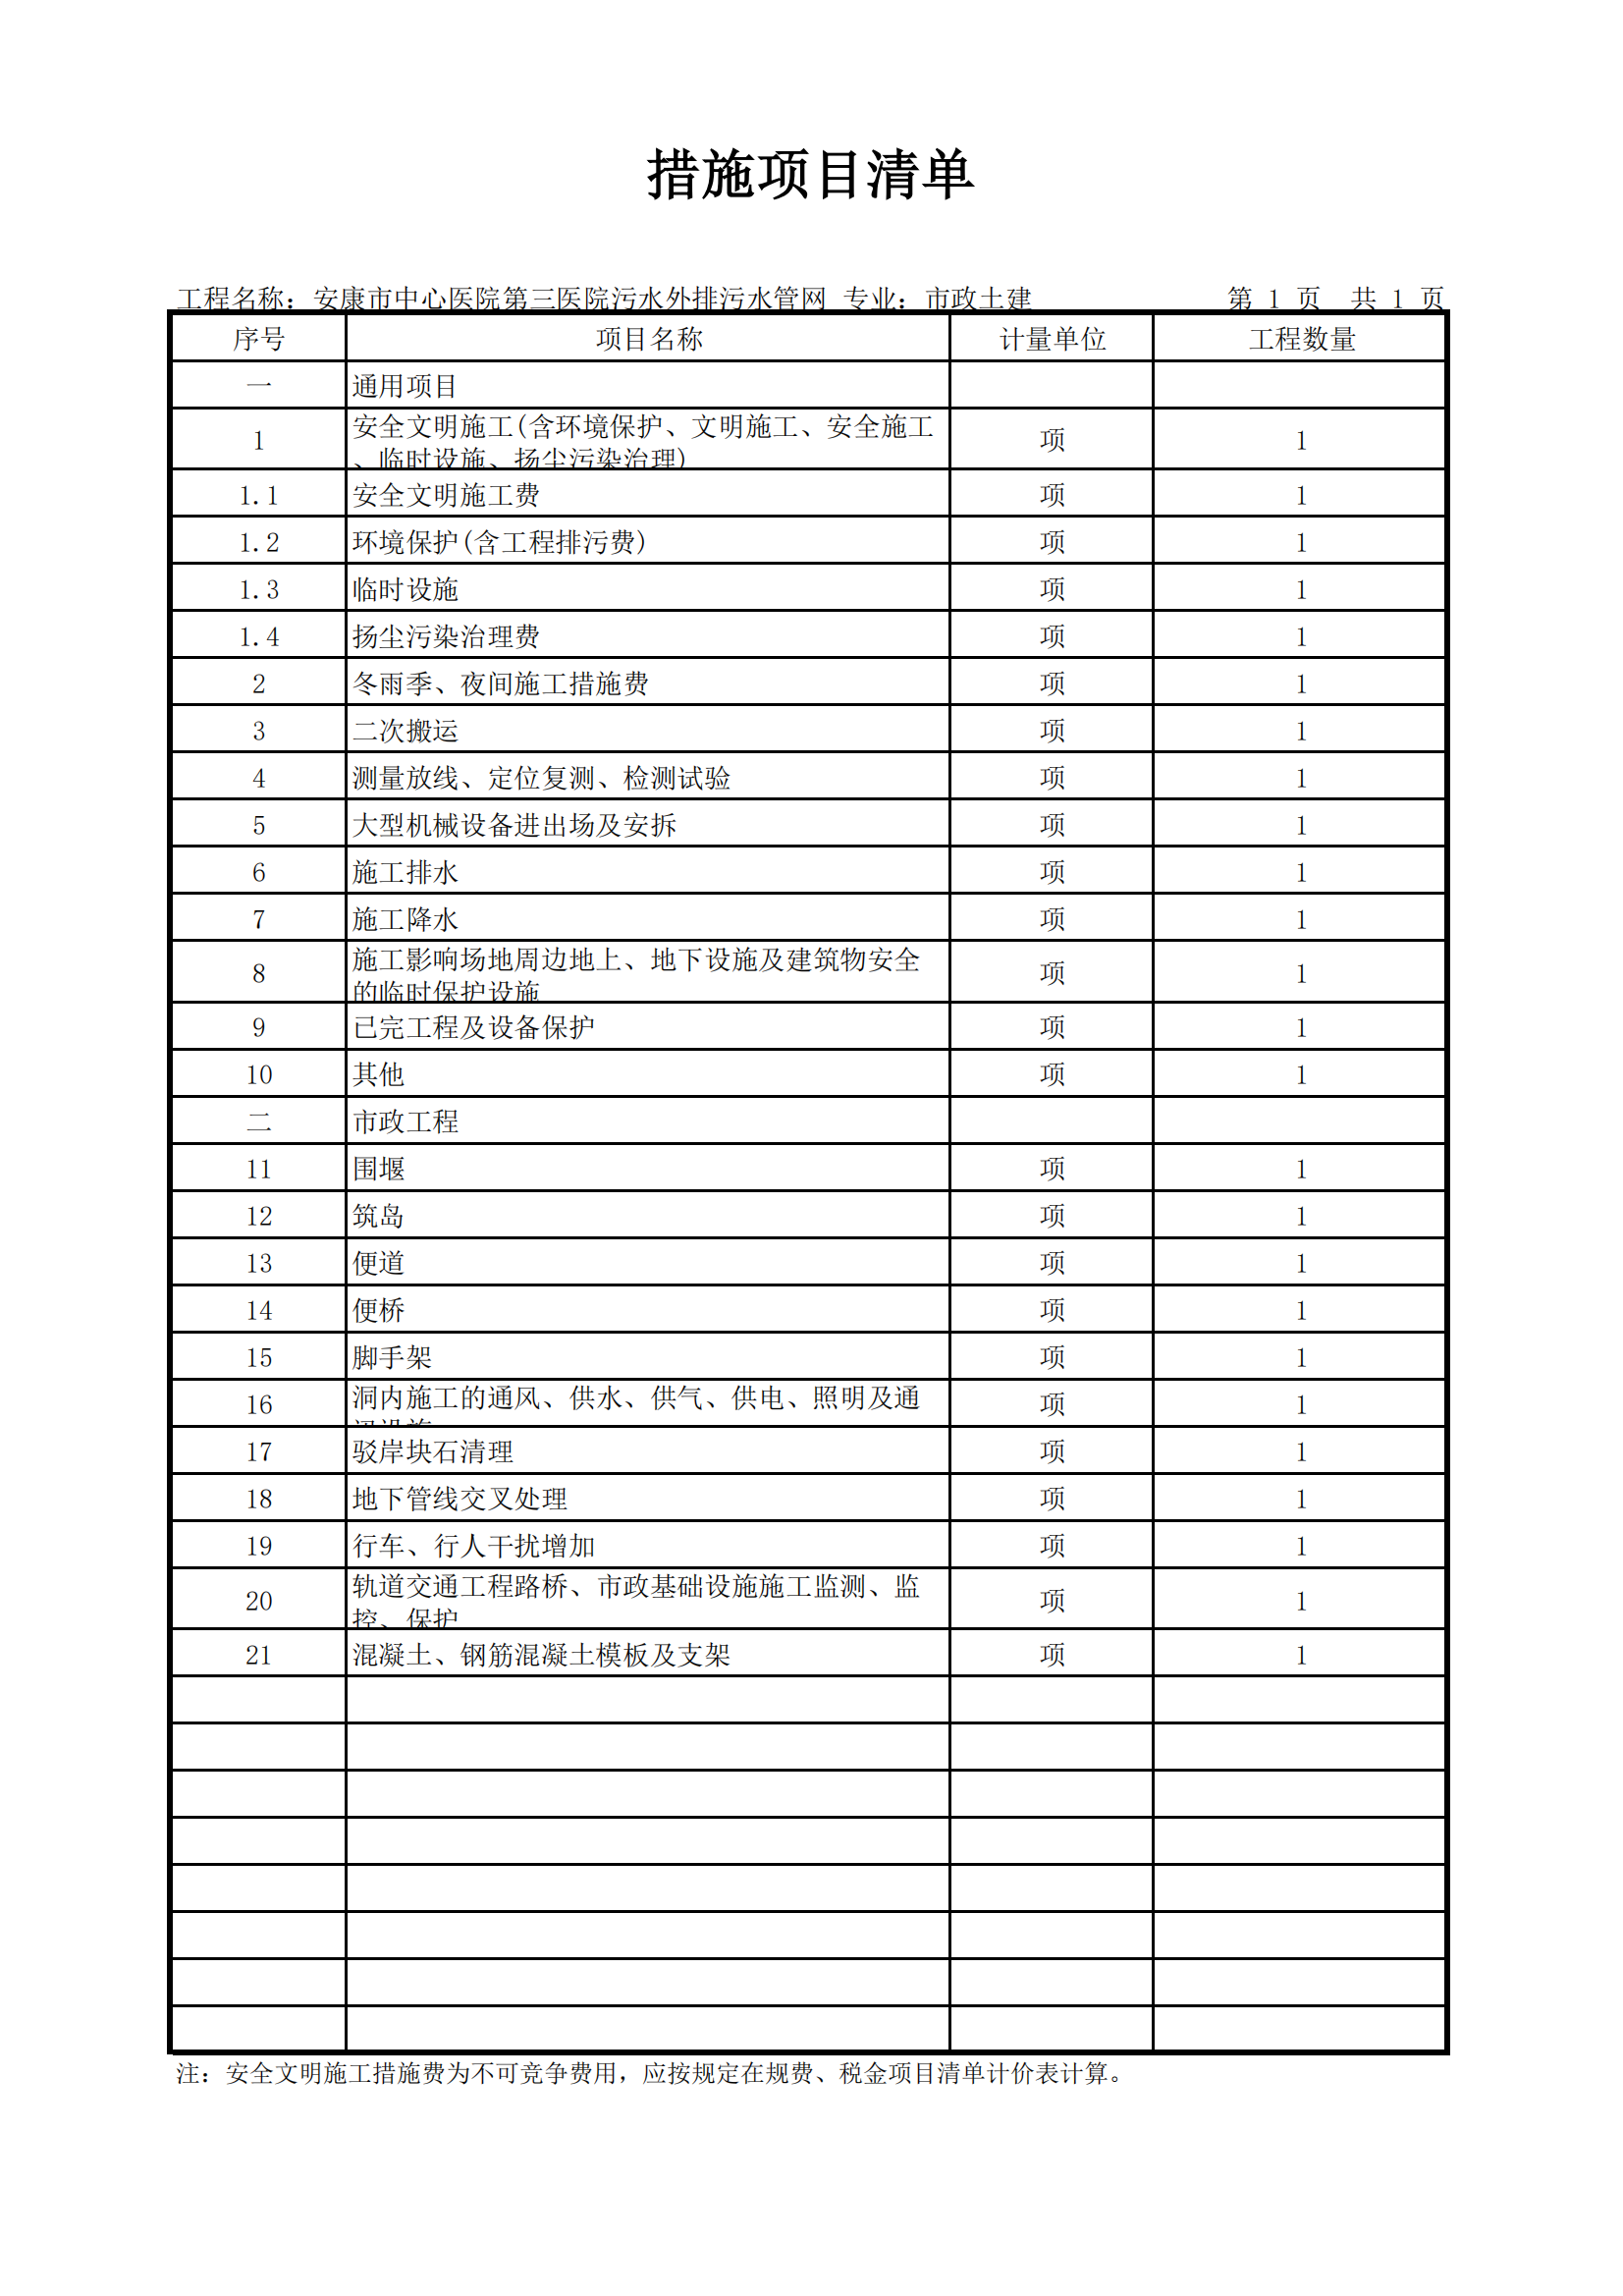 措施项目清单
工程名称：安康市中心医院第三医院污水外排污水管网 专业：市政土建 第 1 页 共 1 页
序号 项目名称 计量单位 工程数量
一 通用项目
1 安全文明施工(含环境保护、文明施工、安全施工
、临时设施、扬尘污染治理) 项 1
1.1 安全文明施工费 项 1
1.2 环境保护(含工程排污费) 项 1
1.3 临时设施 项 1
1.4 扬尘污染治理费 项 1
2 冬雨季、夜间施工措施费 项 1
3 二次搬运 项 1
4 测量放线、定位复测、检测试验 项 1
5 大型机械设备进出场及安拆 项 1
6 施工排水 项 1
7 施工降水 项 1
8 施工影响场地周边地上、地下设施及建筑物安全
的临时保护设施 项 1
9 已完工程及设备保护 项 1
10 其他 项 1
二 市政工程
11 围堰 项 1
12 筑岛 项 1
13 便道 项 1
14 便桥 项 1
15 脚手架 项 1
16 洞内施工的通风、供水、供气、供电、照明及通 项 1
17 驳岸块石清理 项 1
18 地下管线交叉处理 项 1
19 行车、行人干扰增加 项 1
20 轨道交通工程路桥、市政基础设施施工监测、监
控、保护 项 1
21 混凝土、钢筋混凝土模板及支架 项 1
注：安全文明施工措施费为不可竞争费用，应按规定在规费、税金项目清单计价表计算。